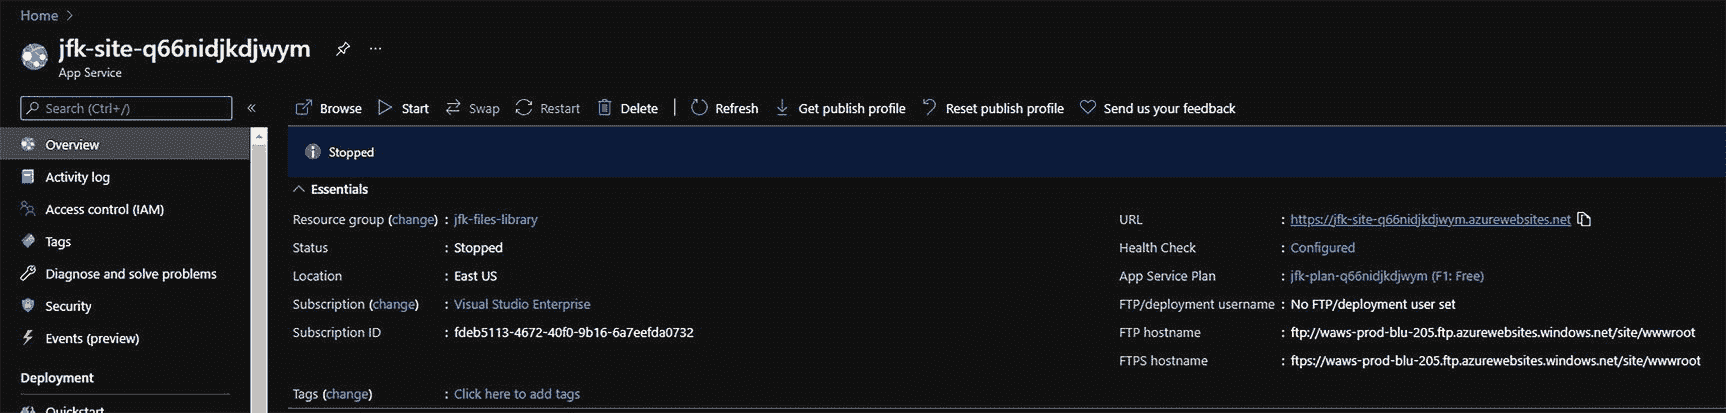 Home >
jfk-site-q66nidjkdjwym ...
App Service
Search (Ctrl+/) «
Browse Start Swap Restart Delete | Refresh Get publish profile Reset publish profile Send us your feedback
Overview
Activity log
Access control (IAM)
Tags
Diagnose and solve problems
Security
Events (preview)
Deployment
Quickstart
Stopped
Essentials
Resource group (change) : jfk-files-library
Status : Stopped
Location : East US
Subscription (change) : Visual Studio Enterprise
Subscription ID : fdeb5113-4672-40f0-9b16-6a7eefda0732
Tags (change) : Click here to add tags
URL : https://jfk-site-q66nidjkdjwym.azurewebsites.net
Health Check : Configured
App Service Plan : jfk-plan-q66nidjkdjwym (F1: Free)
FTP/deployment username : No FTP/deployment user set
FTP hostname : ftp://waws-prod-blu-205.ftp.azurewebsites.windows.net/site/wwwroot
FTPS hostname : ftps://waws-prod-blu-205.ftp.azurewebsites.windows.net/site/wwwroot